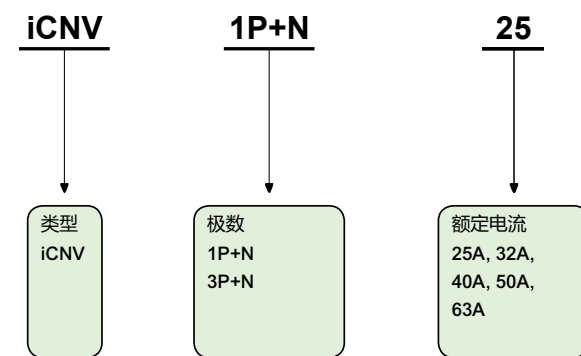 iCNV 1P+N 25
类型
iCNV
极数
1P+N
3P+N
额定电流
25A, 32A,
40A, 50A,
63A